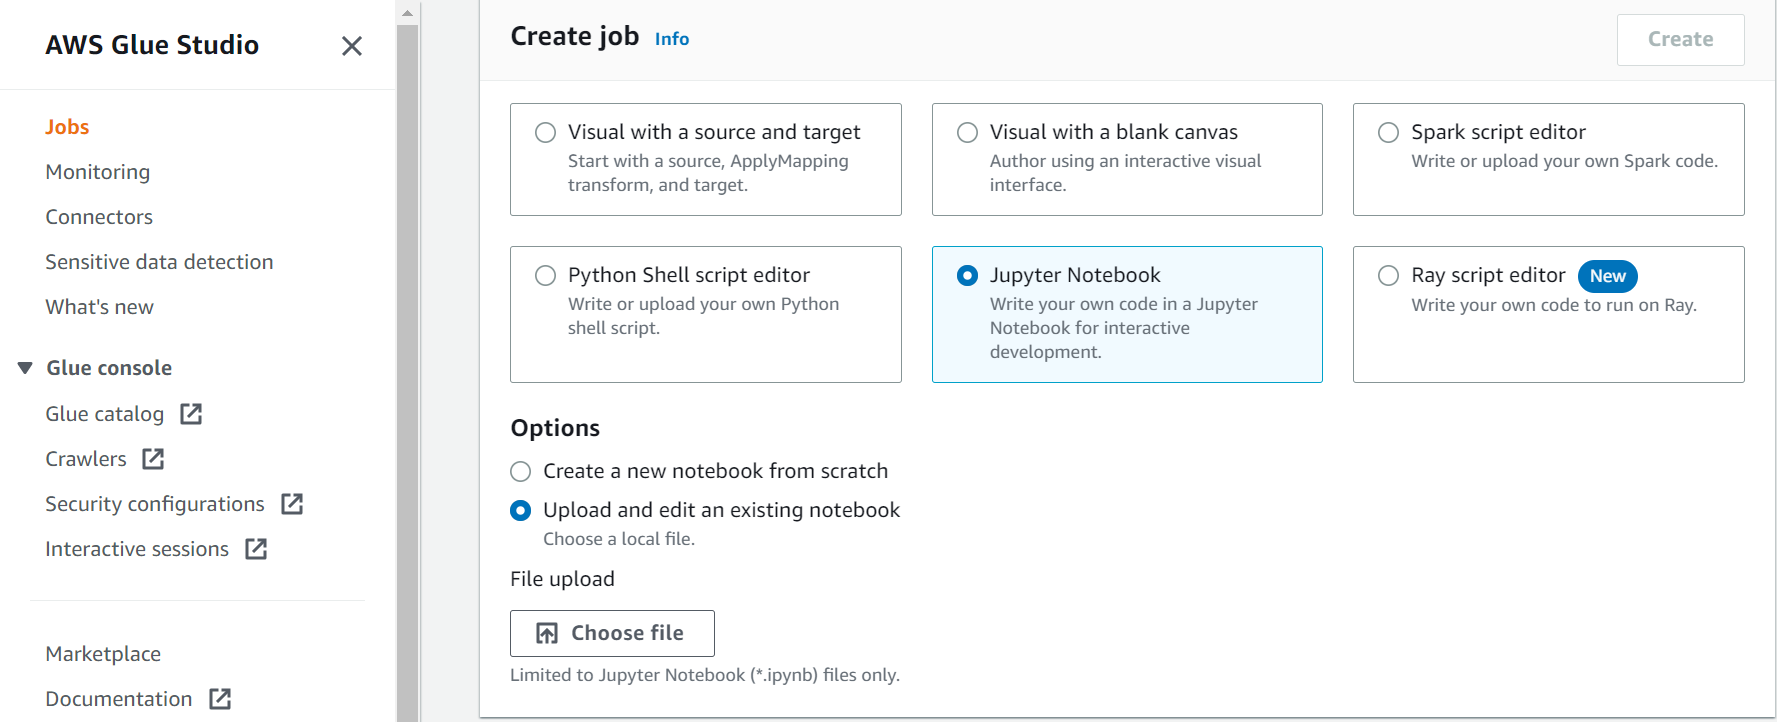 AWS Glue Studio
Jobs
Monitoring
Connectors
Sensitive data detection
What's new
Glue console
Glue catalog
Crawlers
Security configurations
Interactive sessions
Marketplace
Documentation
Create job Info
Create
Visual with a source and target
Start with a source, ApplyMapping
transform, and target.
Visual with a blank canvas
Author using an interactive visual
interface.
Spark script editor
Write or upload your own Spark code.
Python Shell script editor
Write or upload your own Python
shell script.
Jupyter Notebook
Write your own code in a Jupyter
Notebook for interactive
development.
Ray script editor New
Write your own code to run on Ray.
Options
Create a new notebook from scratch
Upload and edit an existing notebook
Choose a local file.
File upload
Choose file
Limited to Jupyter Notebook (*.ipynb) files only.